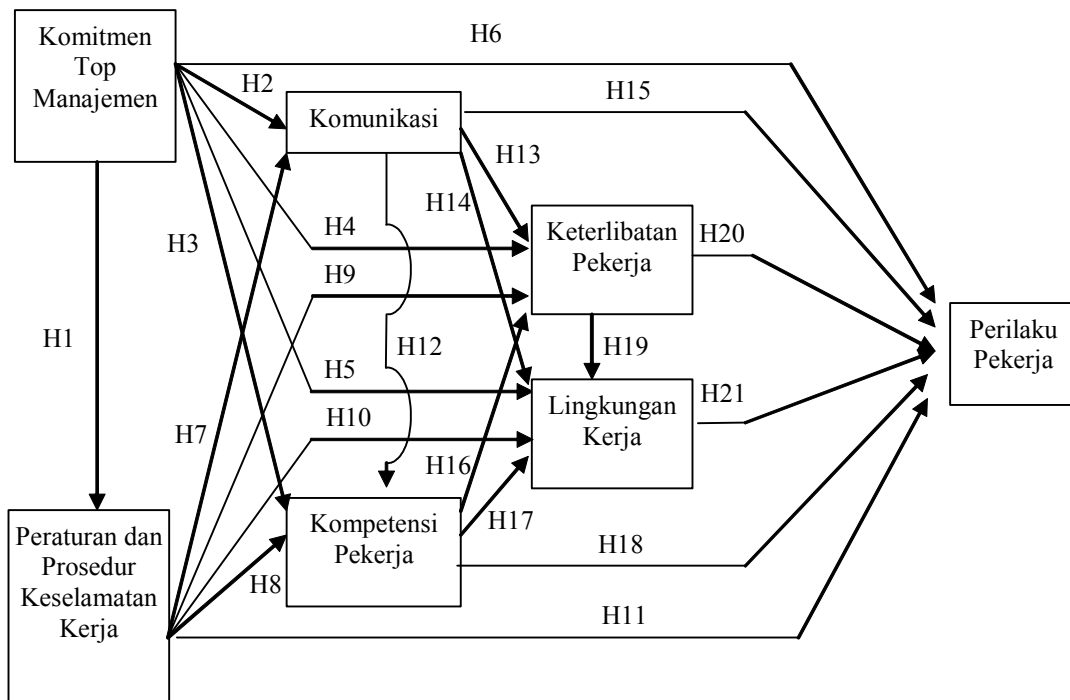 Komitmen
Top
Manajemen
H6
H2
H15
Komunikasi
H13
H14
H3
H4
Keterlibatan
Pekerja
H20
H9
H1
H12
H19
Perilaku
Pekerja
H5
H21
H7
H10
Lingkungan
Kerja
H16
H17
Peraturan dan
Prosedur
Keselamatan
Kerja
Kompetensi
Pekerja
H18
H8
H11